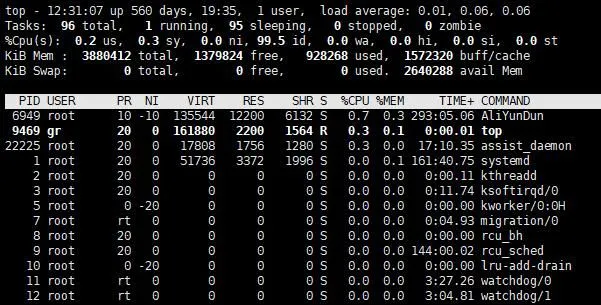 top - 12:31:07 up 560 days, 19:35,  1 user,  load average: 0.01, 0.06, 0.06
Tasks:  96 total,   1 running,  95 sleeping,   0 stopped,   0 zombie
%Cpu(s):  0.2 us,  0.3 sy,  0.0 ni, 99.5 id,  0.0 wa,  0.0 hi,  0.0 si,  0.0 st
KiB Mem :  3880412 total,  1379824 free,   928268 used,  1572320 buff/cache
KiB Swap:        0 total,        0 free,        0 used.  2640288 avail Mem
PID USER      PR  NI    VIRT    RES    SHR S  %CPU %MEM     TIME+ COMMAND
6949 root      10 -10  135544  12200   6132 S   0.7  0.3 293:05.06 AliYunDun
9469 gr        20   0  161880   2200   1564 R   0.3  0.1   0:00.01 top
22225 root      20   0   17808   1756   1280 S   0.3  0.0  17:10.35 assist_daemon
1 root      20   0   51736   3372   1996 S   0.0  0.1 161:40.75 systemd
2 root      20   0       0      0      0 S   0.0  0.0   0:00.11 kthreadd
3 root      20   0       0      0      0 S   0.0  0.0   0:11.74 ksoftirqd/0
5 root       0 -20       0      0      0 S   0.0  0.0   0:00.00 kworker/0:0H
7 root      rt   0       0      0      0 S   0.0  0.0   0:04.93 migration/0
8 root      20   0       0      0      0 S   0.0  0.0   0:00.00 rcu_bh
9 root      20   0       0      0      0 S   0.0  0.0 144:00.02 rcu_sched
10 root       0 -20       0      0      0 S   0.0  0.0   0:00.00 lru-add-drain
11 root      rt   0       0      0      0 S   0.0  0.0   3:27.26 watchdog/0
12 root      rt   0       0      0      0 S   0.0  0.0   3:04.81 watchdog/1